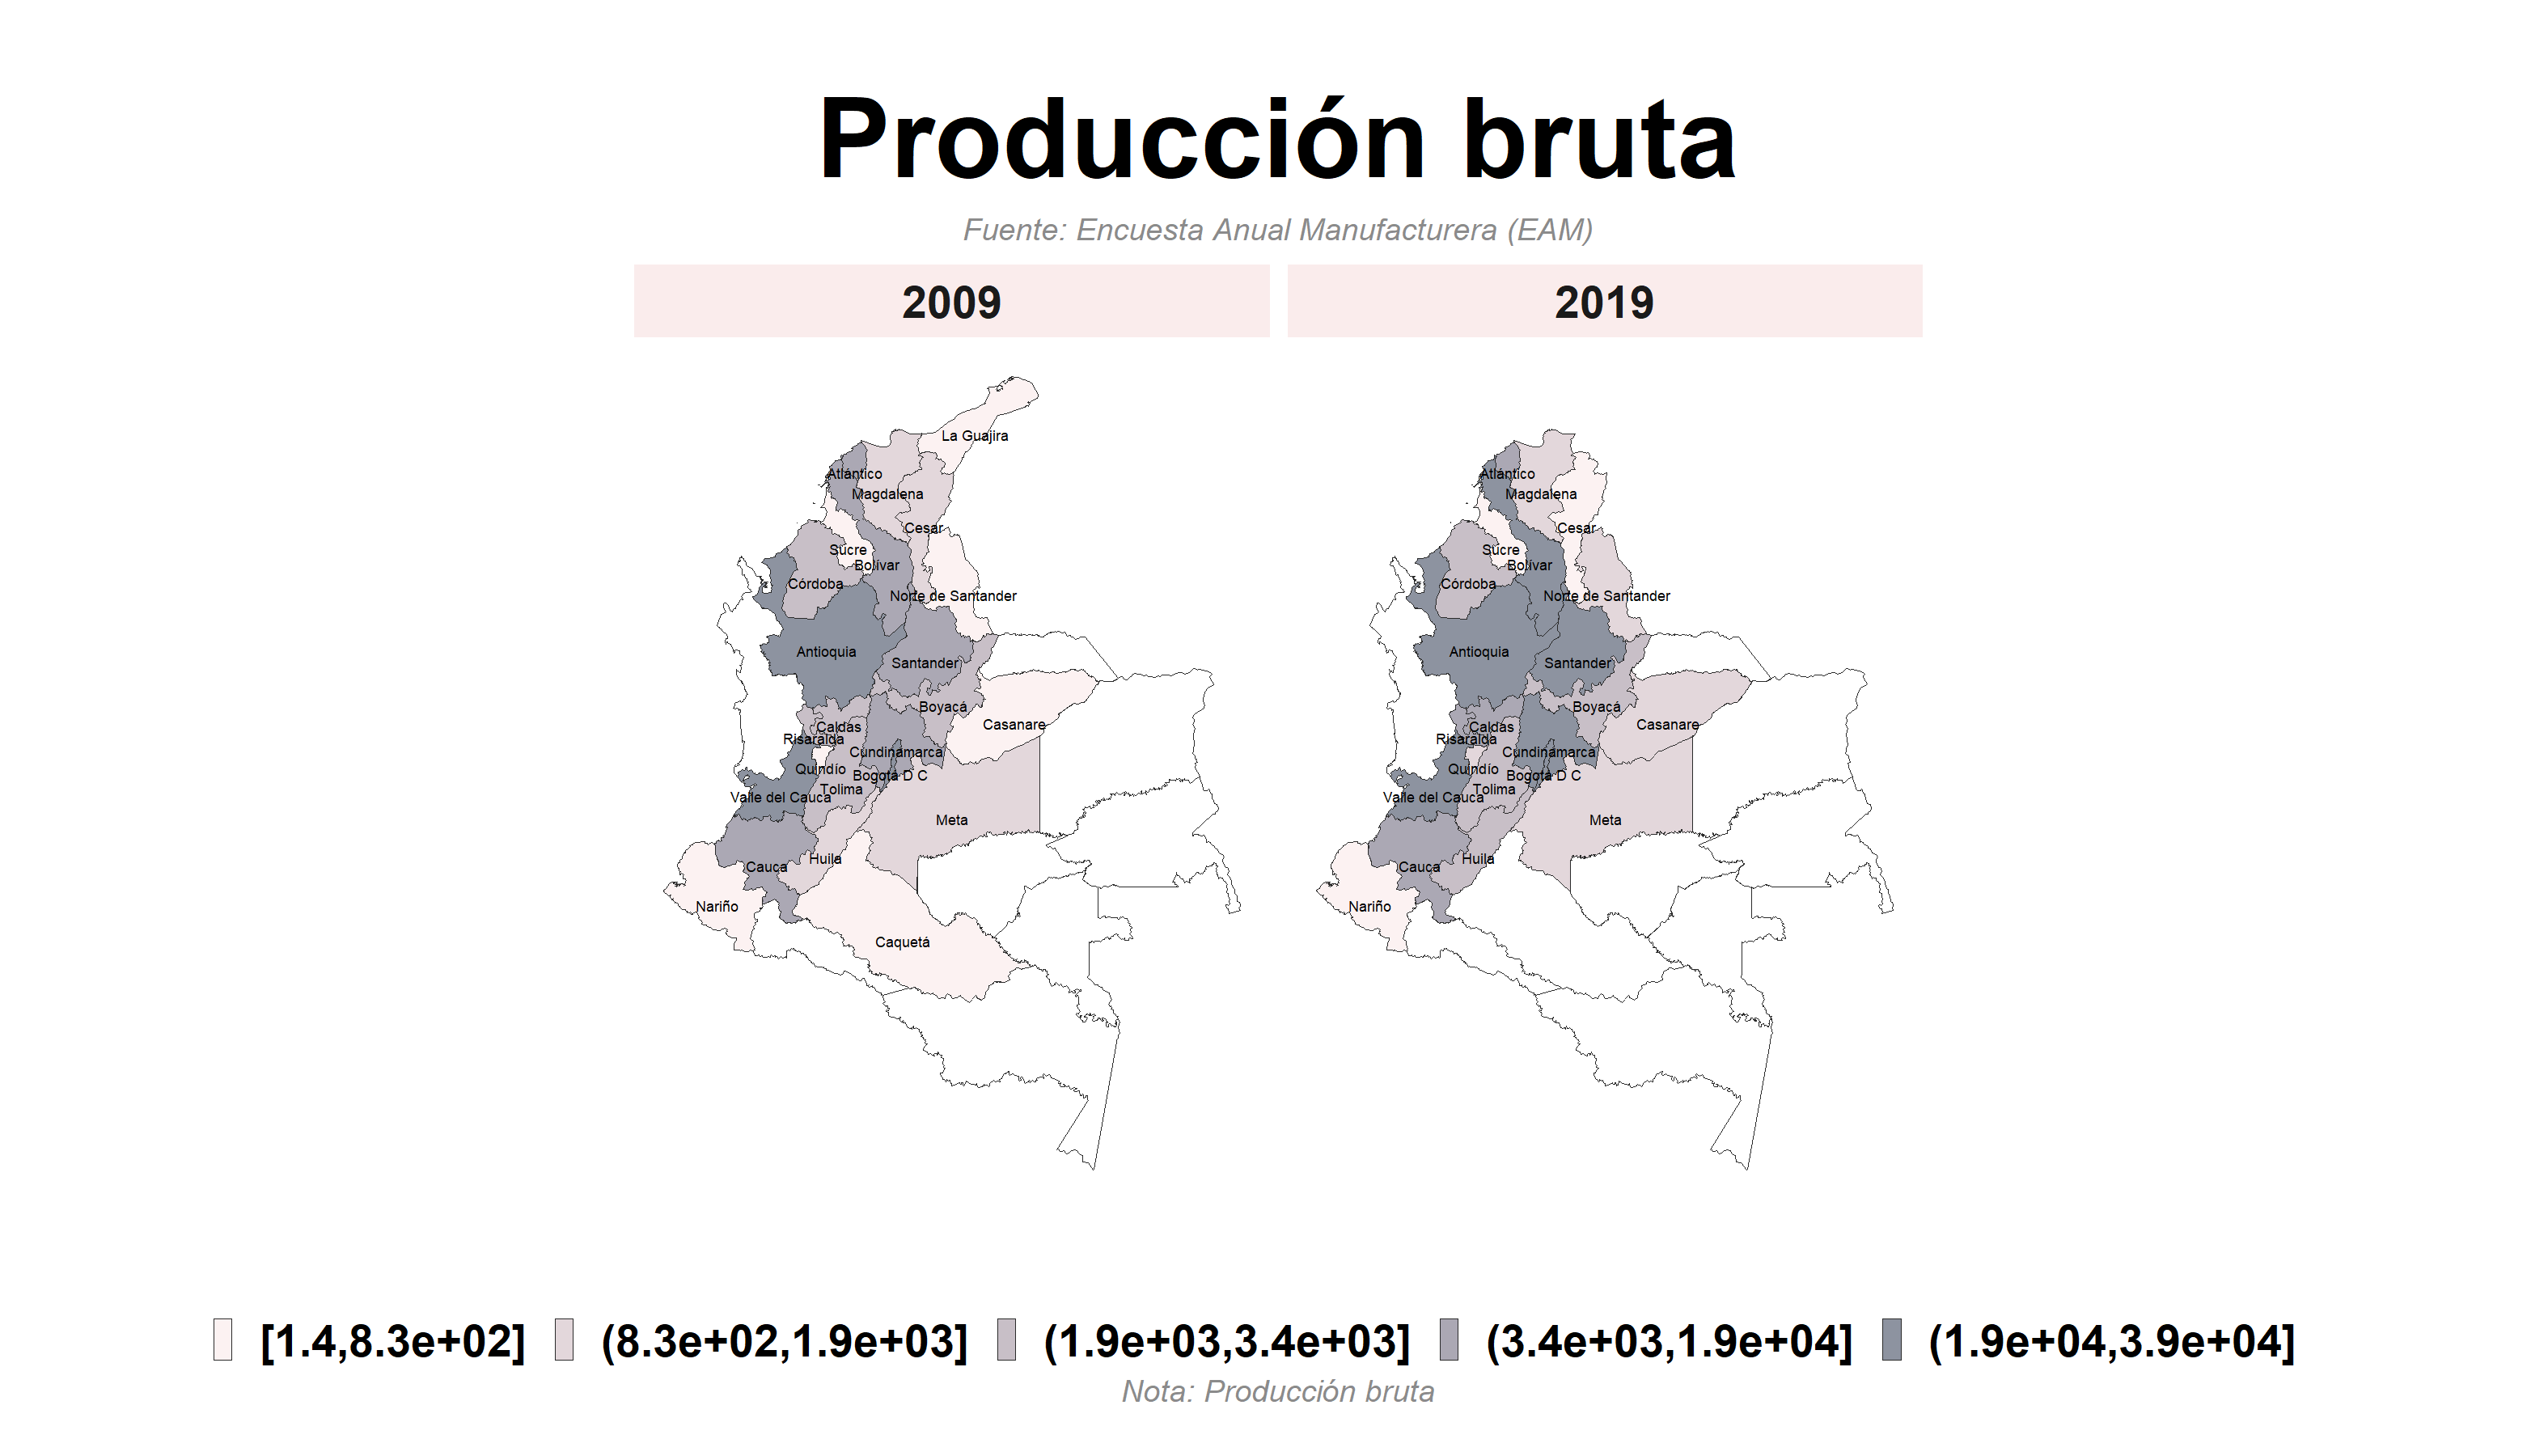 Producción bruta
Fuente: Encuesta Anual Manufacturera (EAM)
2009
2019
La Guajira
Atlántico
Magdalena
Cesar
Sucre
Bolívar
Córdoba
Norte de Santander
Antioquia
Santander
Boyacá
Casanare
Caldas
Risaralda
Cundinamarca
Quindío
Bogotá D C
Tolima
Valle del Cauca
Meta
Huila
Cauca
Nariño
Caquetá
Atlántico
Magdalena
Cesar
Sucre
Bolívar
Córdoba
Norte de Santander
Antioquia
Santander
Boyacá
Casanare
Caldas
Risaralda
Cundinamarca
Quindío
Bogotá D C
Tolima
Valle del Cauca
Meta
Huila
Cauca
Nariño
[1.4,8.3e+02] (8.3e+02,1.9e+03] (1.9e+03,3.4e+03] (3.4e+03,1.9e+04] (1.9e+04,3.9e+04]
Nota: Producción bruta